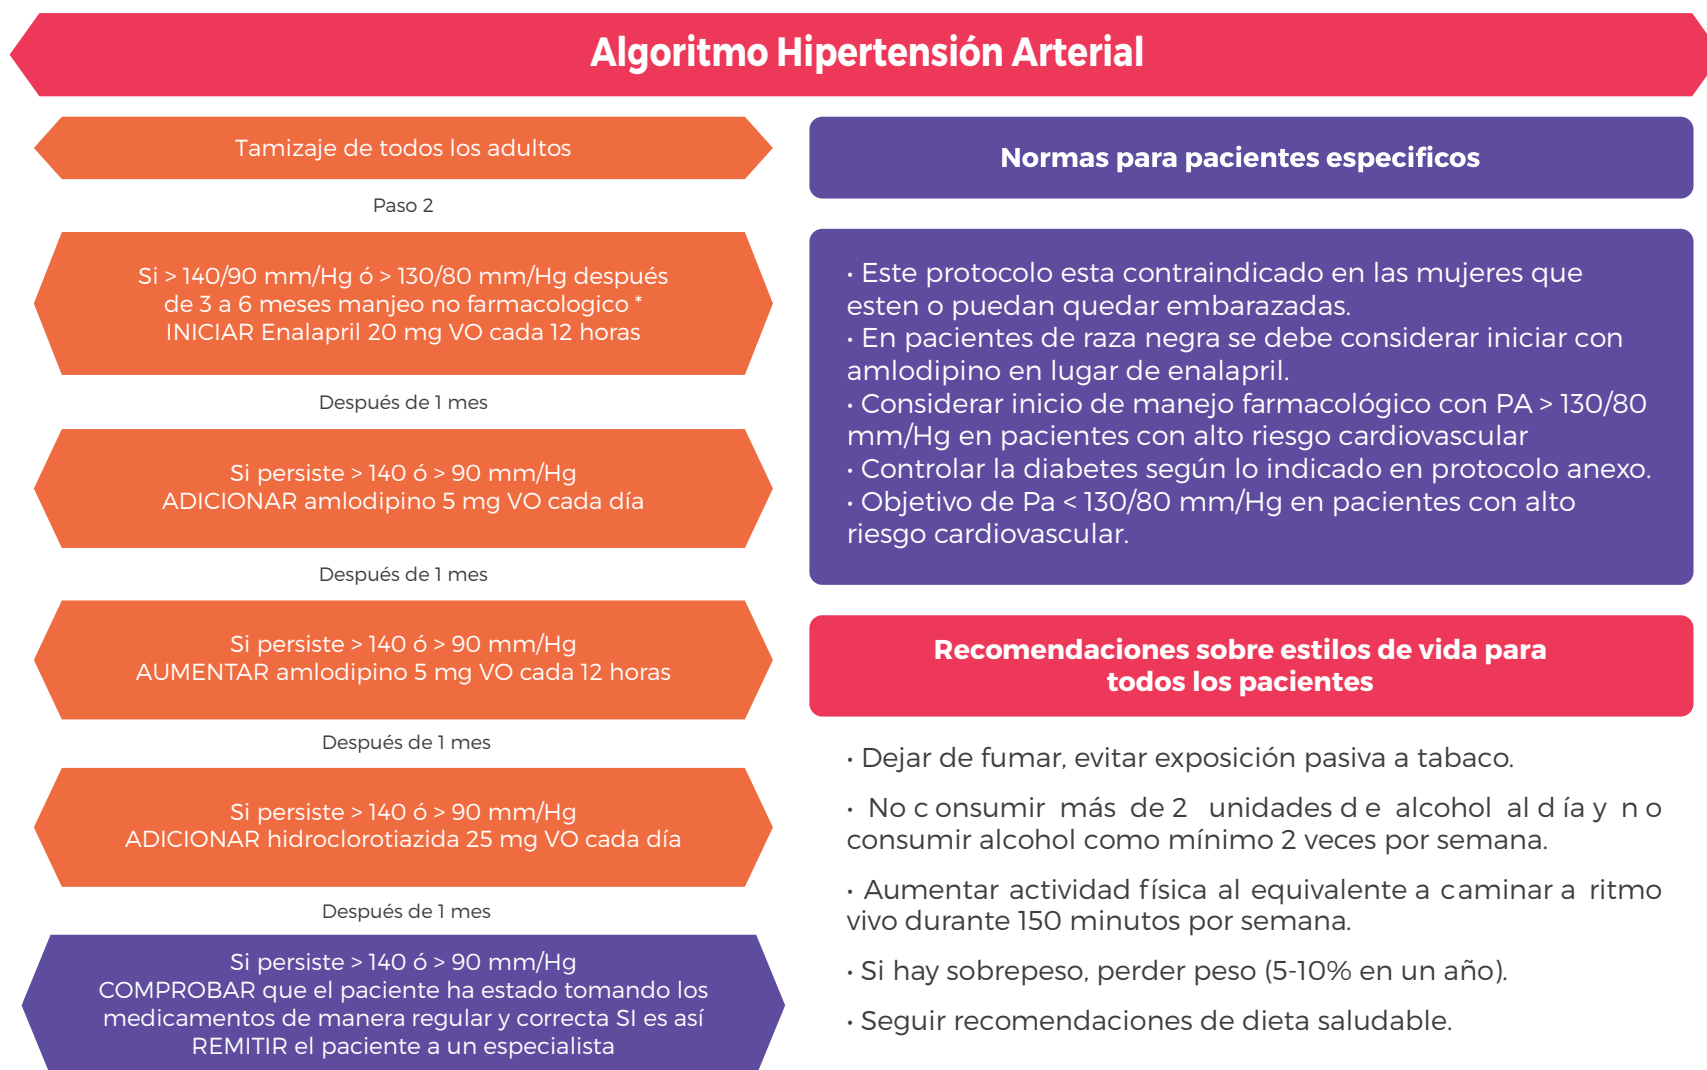 Algoritmo Hipertensión Arterial
Tamizaje de todos los adultos
Paso 2
Si > 140/90 mm/Hg ó > 130/80 mm/Hg después
de 3 a 6 meses manjeo no farmacologico *
INICIAR Enalapril 20 mg VO cada 12 horas
Después de 1 mes
Si persiste > 140 ó > 90 mm/Hg
ADICIONAR amlodipino 5 mg VO cada día
Después de 1 mes
Si persiste > 140 ó > 90 mm/Hg
AUMENTAR amlodipino 5 mg VO cada 12 horas
Después de 1 mes
Si persiste > 140 ó > 90 mm/Hg
ADICIONAR hidroclorotiazida 25 mg VO cada día
Después de 1 mes
Si persiste > 140 ó > 90 mm/Hg
COMPROBAR que el paciente ha estado tomando los
medicamentos de manera regular y correcta SI es así
REMITIR el paciente a un especialista
Normas para pacientes especificos
• Este protocolo esta contraindicado en las mujeres que
esten o puedan quedar embarazadas.
• En pacientes de raza negra se debe considerar iniciar con
amlodipino en lugar de enalapril.
• Considerar inicio de manejo farmacológico con PA > 130/80
mm/Hg en pacientes con alto riesgo cardiovascular
• Controlar la diabetes según lo indicado en protocolo anexo.
• Objetivo de Pa < 130/80 mm/Hg en pacientes con alto
riesgo cardiovascular.
Recomendaciones sobre estilos de vida para
todos los pacientes
• Dejar de fumar, evitar exposición pasiva a tabaco.
• No c onsumir más de 2 unidades d e alcohol al d ía y n o
consumir alcohol como mínimo 2 veces por semana.
• Aumentar actividad física al equivalente a caminar a ritmo
vivo durante 150 minutos por semana.
• Si hay sobrepeso, perder peso (5-10% en un año).
• Seguir recomendaciones de dieta saludable.